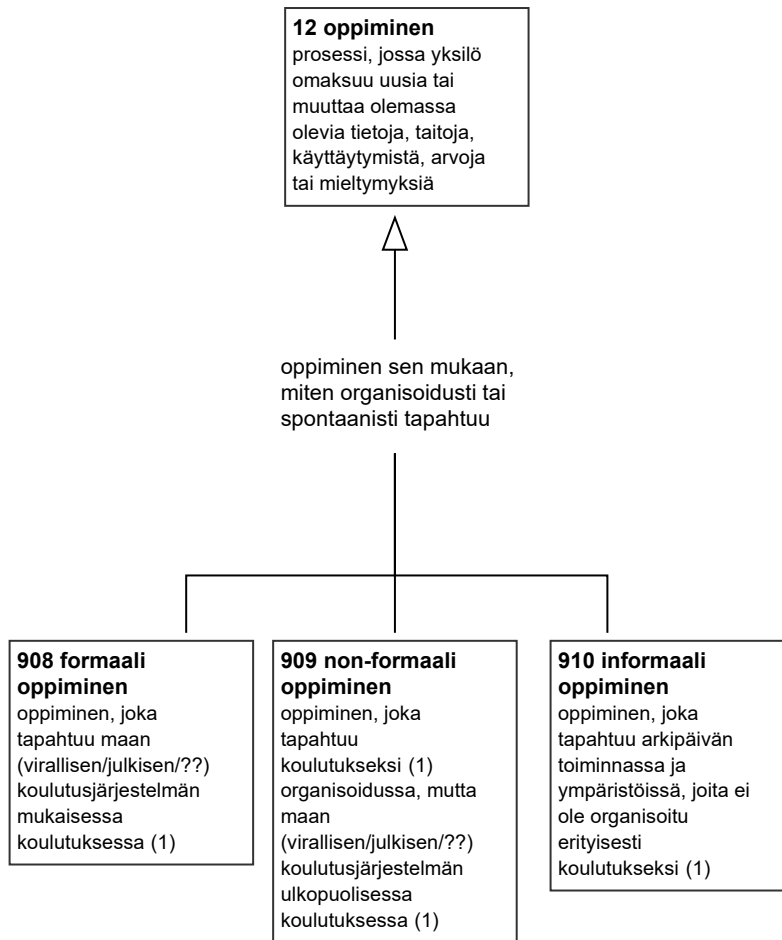 12 oppiminen
prosessi, jossa yksilö
omaksuu uusia tai
muuttaa olemassa
olevia tietoja, taitoja,
käyttäytymistä, arvoja
tai mieltymyksiä
oppiminen sen mukaan,
miten organisoidusti tai
spontaanisti tapahtuu
908 formaali
oppiminen
oppiminen, joka
tapahtuu maan
(virallisen/julkisen/??)
koulutusjärjestelmän
mukaisessa
koulutuksessa (1)
909 non-formaali
oppiminen
oppiminen, joka
tapahtuu
koulutukseksi (1)
organisoidussa, mutta
maan
(virallisen/julkisen/??)
koulutusjärjestelmän
ulkopuolisessa
koulutuksessa (1)
910 informaali
oppiminen
oppiminen, joka
tapahtuu arkipäivän
toiminnassa ja
ympäristöissä, joita ei
ole organisoitu
erityisesti
koulutukseksi (1)